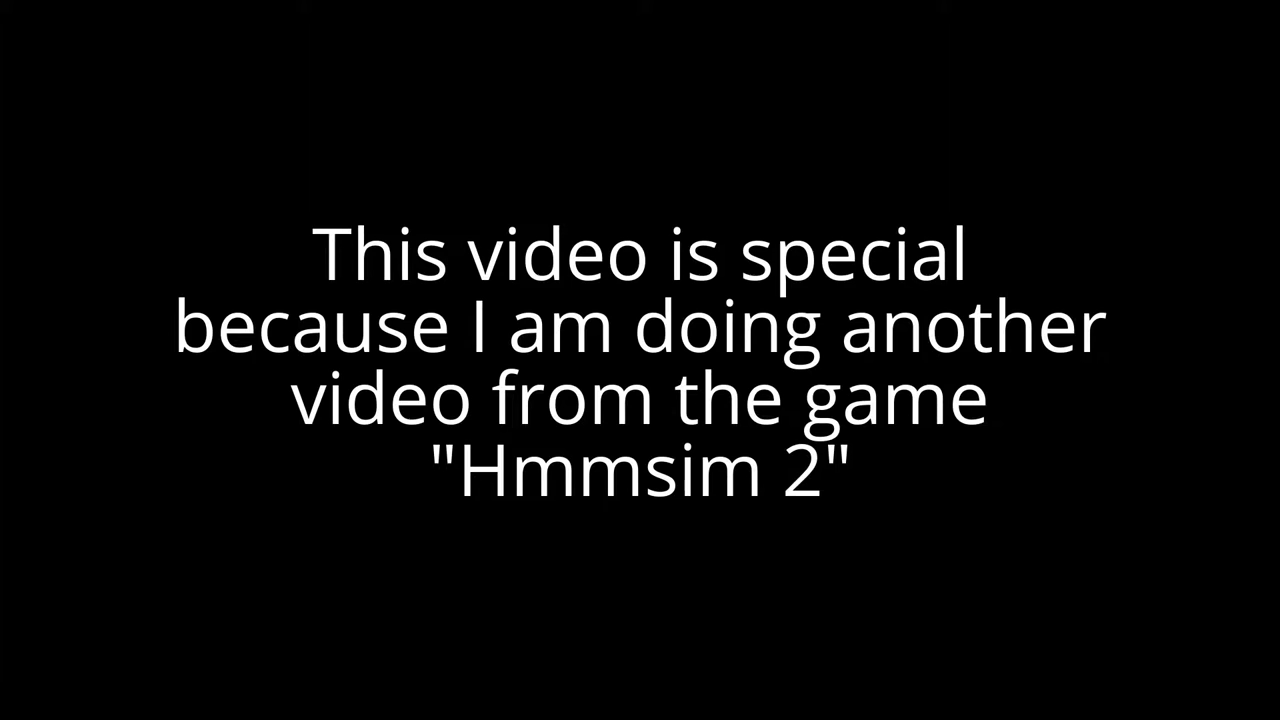 This video is special
because I am doing another
video from the game
"Hmmsim 2"